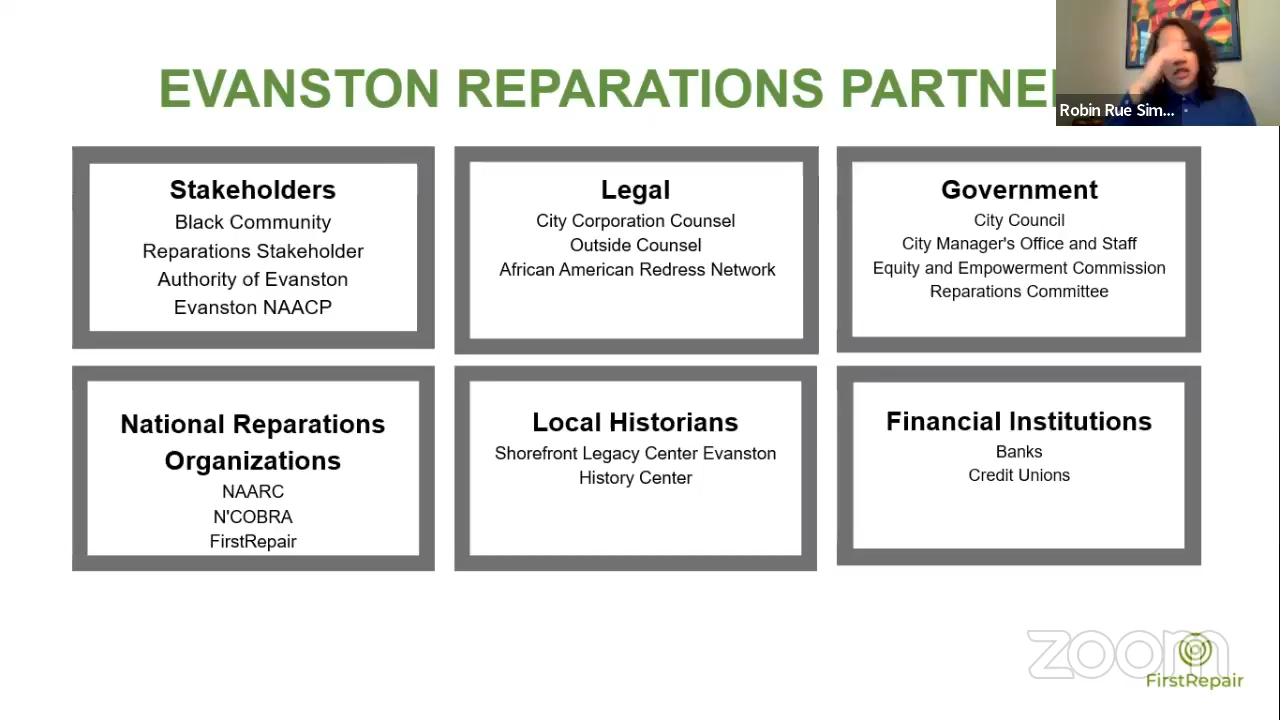 EVANSTON REPARATIONS PARTNE
Robin Rue Sim...
Stakeholders
Black Community
Reparations Stakeholder
Authority of Evanston
Evanston NAACP
Legal
City Corporation Counsel
Outside Counsel
African American Redress Network
Government
City Council
City Manager's Office and Staff
Equity and Empowerment Commission
Reparations Committee
National Reparations
Organizations
NAARC
N'COBRA
FirstRepair
Local Historians
Shorefront Legacy Center Evanston
History Center
Financial Institutions
Banks
Credit Unions
zoom
FirstRepair